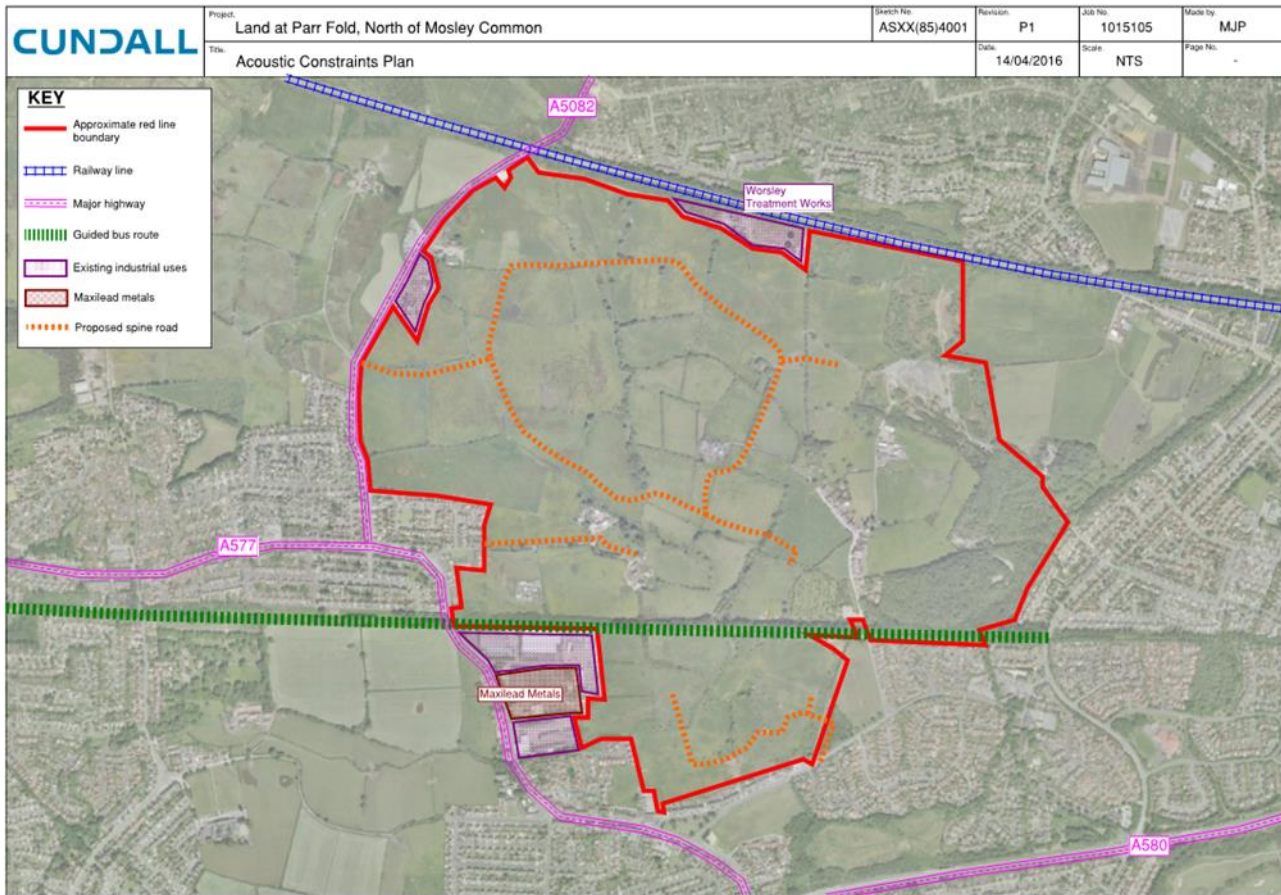 CUNDALL
Project.
Land at Parr Fold, North of Mosley Common
Sketch No.
ASXX(85)4001
Revision.
P1
Job No.
1015105
Made by.
MJP
Title.
Acoustic Constraints Plan
Date.
14/04/2016
Scale.
NTS
Page No.
-
KEY
Approximate red line
boundary
Railway line
Major highway
Guided bus route
Existing industrial uses
Maxilead metals
Proposed spine road
A5082
Worsley
Treatment Works
A577
Maxilead Metals
A580